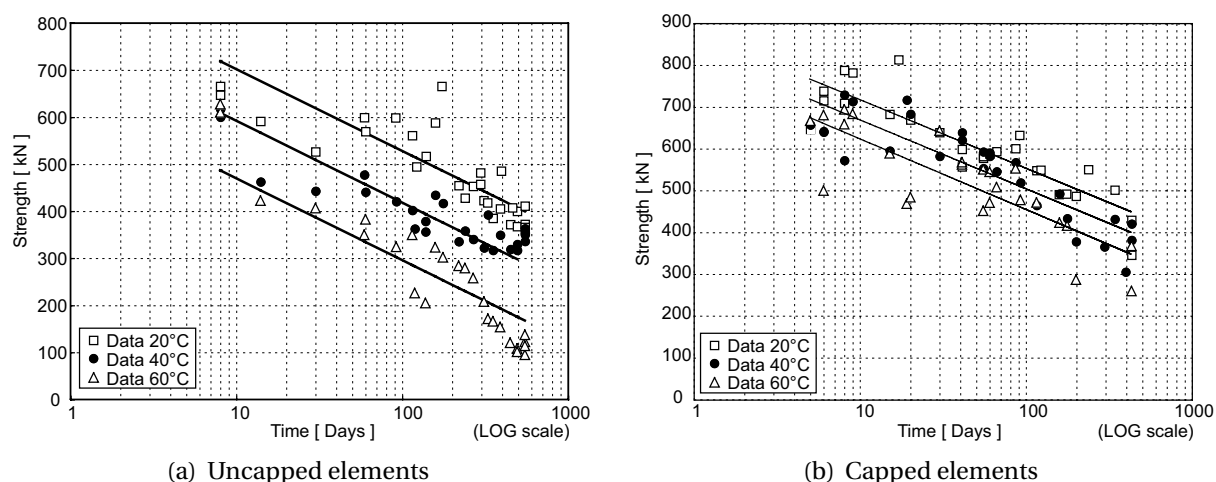 800
700
600
500
400
300
200
100
0
Strength [ kN ]
Data 20°C
Data 40°C
Data 60°C
1
10
100
1000
Time [ Days ]
(LOG scale)
(a) Uncapped elements
900
800
700
600
500
400
300
200
100
0
Strength [ kN ]
Data 20°C
Data 40°C
Data 60°C
1
10
100
1000
Time [ Days ]
(LOG scale)
(b) Capped elements